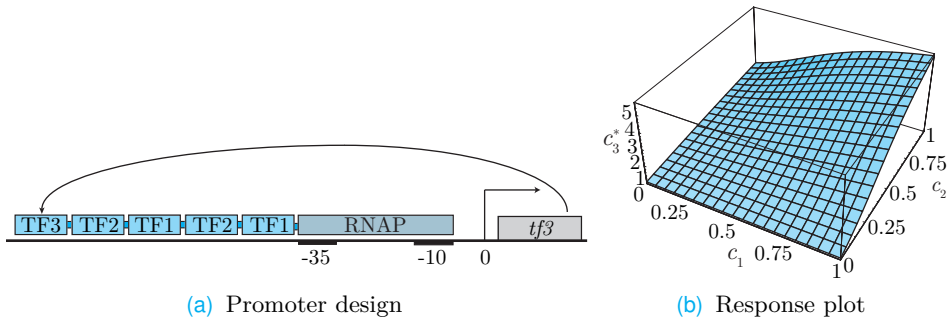 TF3 TF2 TF1 TF2 TF1 RNAP tf3
-35 -10 0
(a) Promoter design
5
4
3
2
1
c₃*
0 0.25 0.5 0.75 1
c₁
0 0.25 0.5 0.75 1
c₂
(b) Response plot